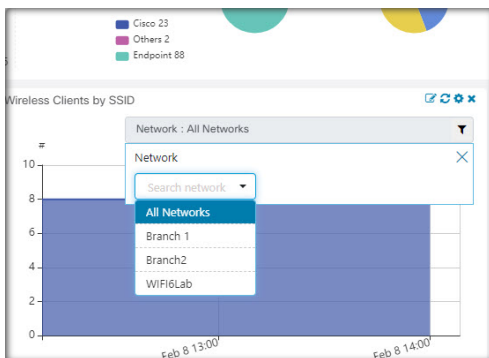 Cisco 23
Others 2
Endpoint 88
Wireless Clients by SSID
Network : All Networks
#
Network
10
Search network
8
All Networks
6
Branch 1
4
Branch2
2
WIFI6Lab
0
Feb 8 13:00
Feb 8 14:00